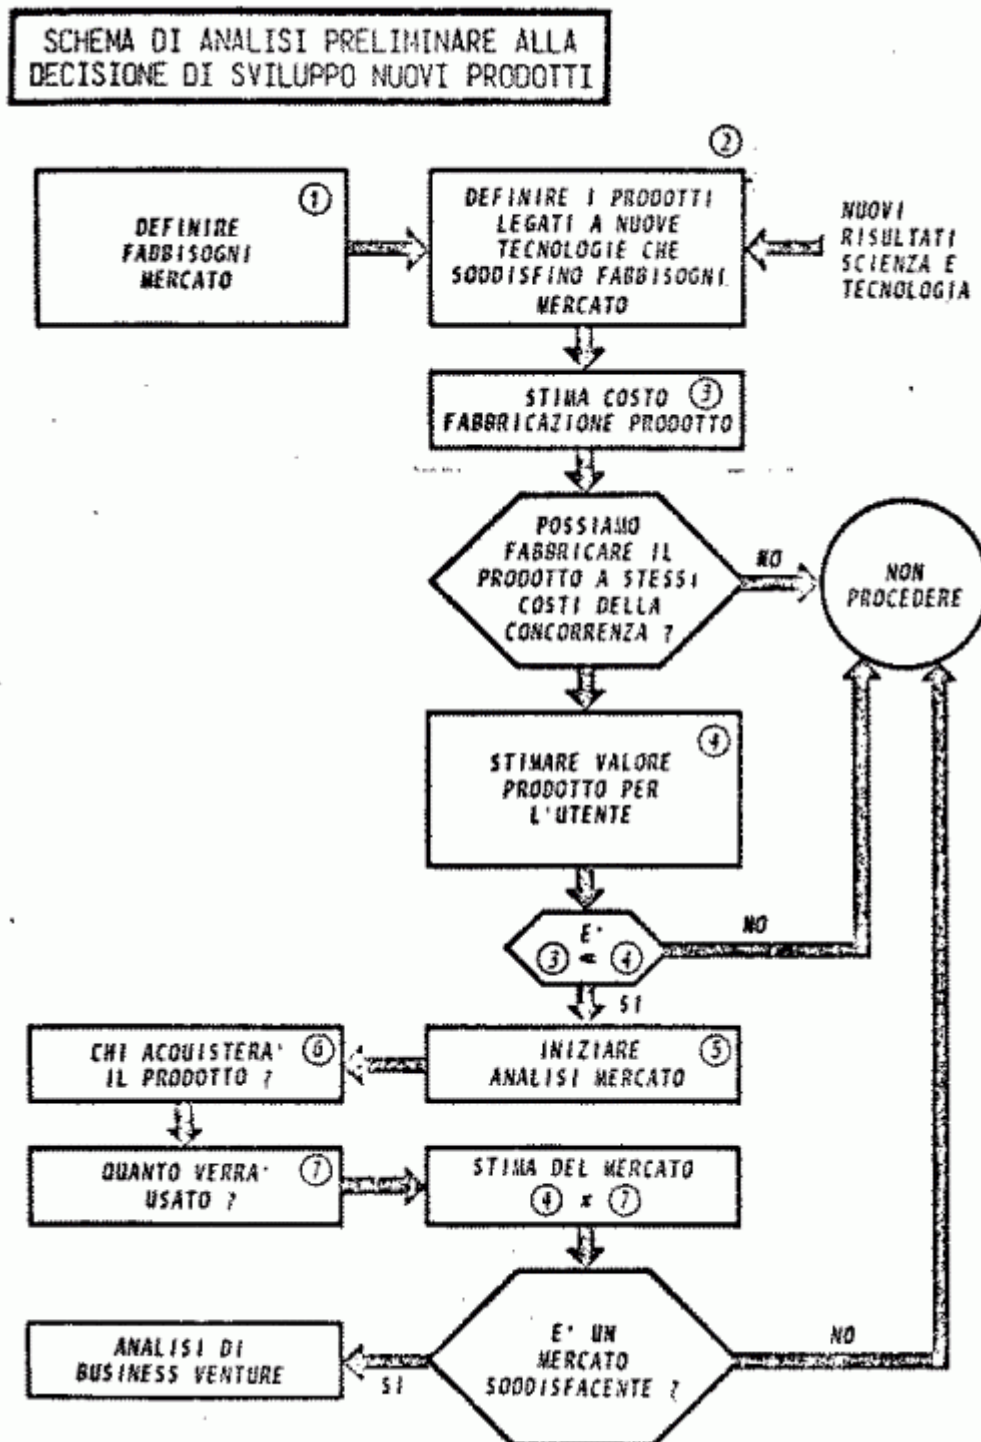 SCHEMA DI ANALISI PRELIMINARE ALLA
DECISIONE DI SVILUPPO NUOVI PRODOTTI
1
DEFINIRE
FABBISOGNI
MERCATO
2
DEFINIRE I PRODOTTI
LEGATI A NUOVE
TECNOLOGIE CHE
SODDISFINO FABBISOGNI
MERCATO
NUOVI
RISULTATI
SCIENZA E
TECNOLOGIA
STIMA COSTO 3
FABBRICAZIONE PRODOTTO
POSSIAMO
FABBRICARE IL
PRODOTTO A STESSI
COSTI DELLA
CONCORRENZA ?
NO
NON
PROCEDERE
4
STIMARE VALORE
PRODOTTO PER
L'UTENTE
E'
3 << 4
NO
SI
INIZIARE 5
ANALISI MERCATO
CHI ACQUISTERA' 6
IL PRODOTTO ?
QUANTO VERRA' 7
USATO ?
STIMA DEL MERCATO
4 x 7
E' UN
MERCATO
SODDISFACENTE ?
NO
SI
ANALISI DI
BUSINESS VENTURE